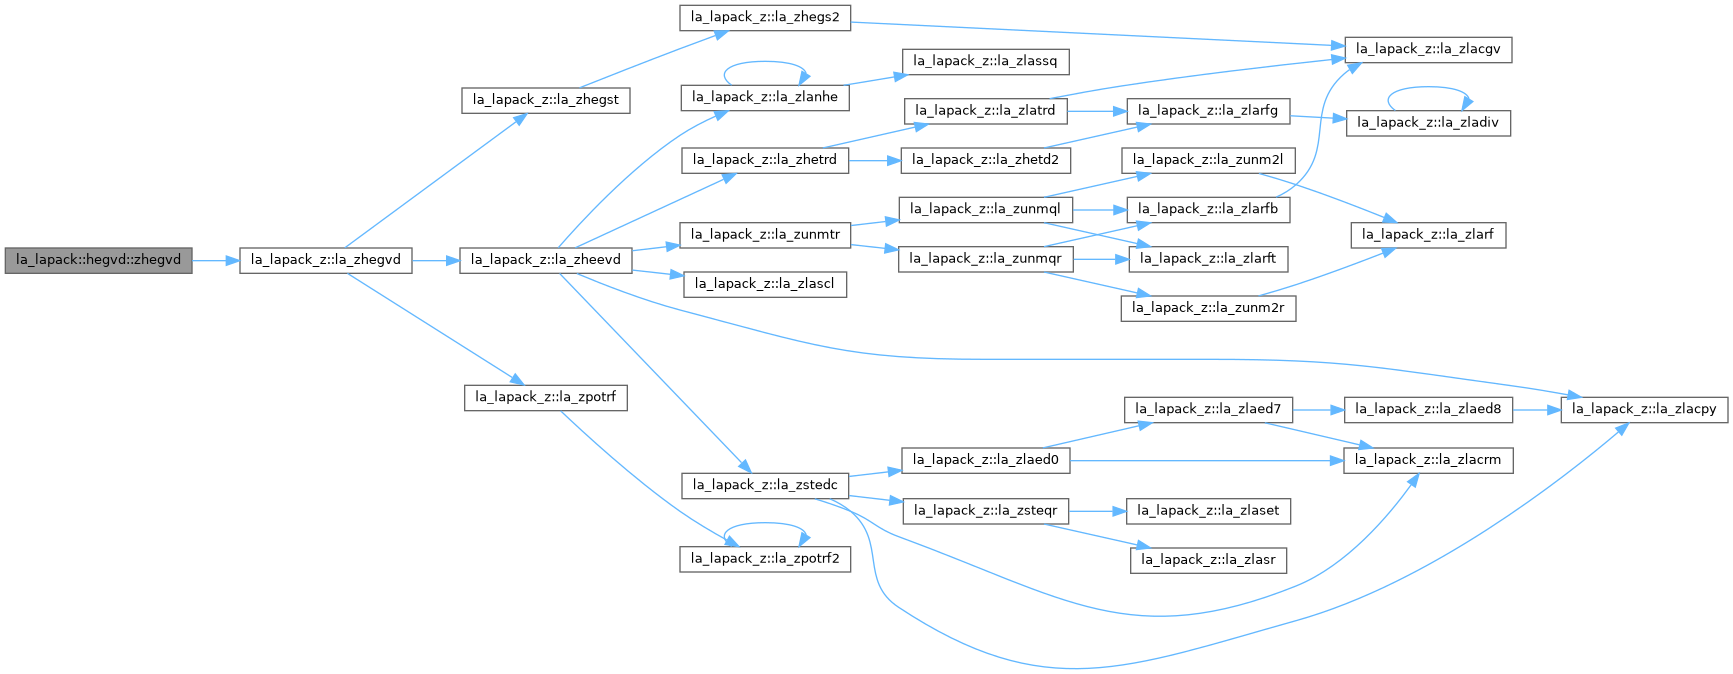 la_lapack::hegvd::zhegvd
la_lapack_z::la_zhegvd
la_lapack_z::la_zhegst
la_lapack_z::la_zheevd
la_lapack_z::la_zpotrf
la_lapack_z::la_zhegs2
la_lapack_z::la_zlanhe
la_lapack_z::la_zhetrd
la_lapack_z::la_zunmtr
la_lapack_z::la_zlascl
la_lapack_z::la_zstedc
la_lapack_z::la_zpotrf2
la_lapack_z::la_zlassq
la_lapack_z::la_zlatrd
la_lapack_z::la_zhetd2
la_lapack_z::la_zunmql
la_lapack_z::la_zunmqr
la_lapack_z::la_zlaed0
la_lapack_z::la_zsteqr
la_lapack_z::la_zlarfg
la_lapack_z::la_zunm2l
la_lapack_z::la_zlarfb
la_lapack_z::la_zlarft
la_lapack_z::la_zunm2r
la_lapack_z::la_zlaed7
la_lapack_z::la_zlaset
la_lapack_z::la_zlasr
la_lapack_z::la_zlacgv
la_lapack_z::la_zladiv
la_lapack_z::la_zlarf
la_lapack_z::la_zlaed8
la_lapack_z::la_zlacrm
la_lapack_z::la_zlacpy